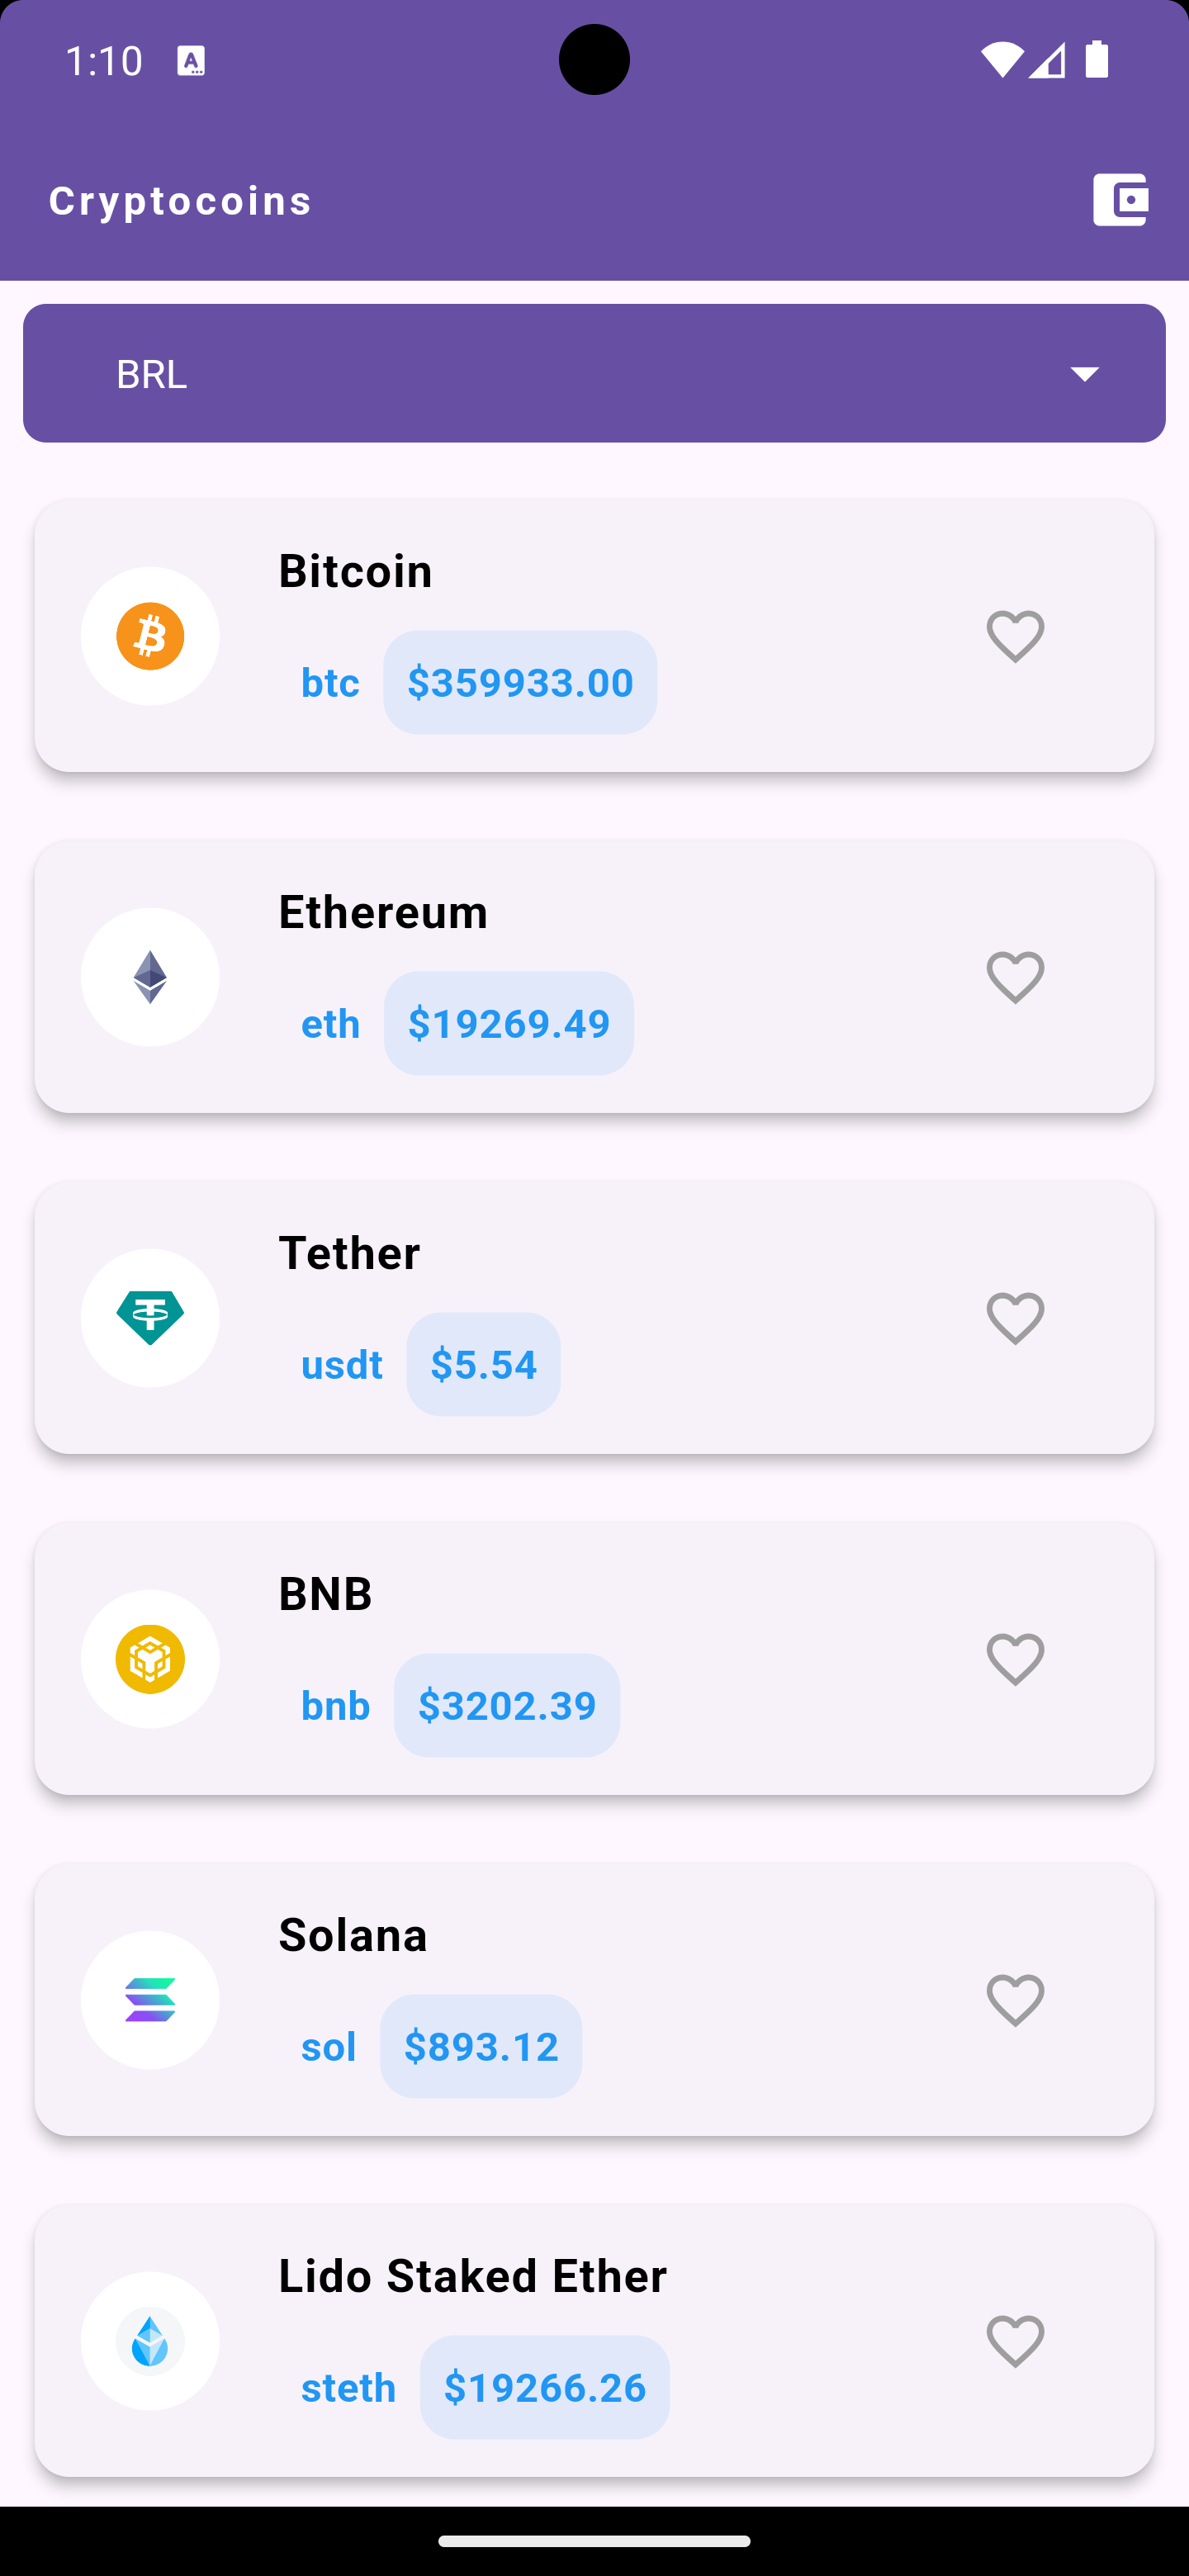 1:10
Cryptocoins
BRL
Bitcoin
btc $359933.00
Ethereum
eth $19269.49
Tether
usdt $5.54
BNB
bnb $3202.39
Solana
sol $893.12
Lido Staked Ether
steth $19266.26